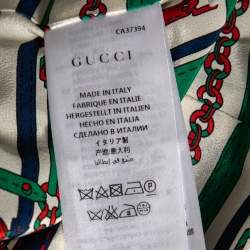 CA37394
GUCCI
MADE IN ITALY
FABRIQUE EN ITALIE
HERGESTELLT IN ITALIEN
HECHO EN ITALIA
СДЕЛАНО В ИТАЛИИ
イタリア製
产地:意大利
صنع في إيطاليا